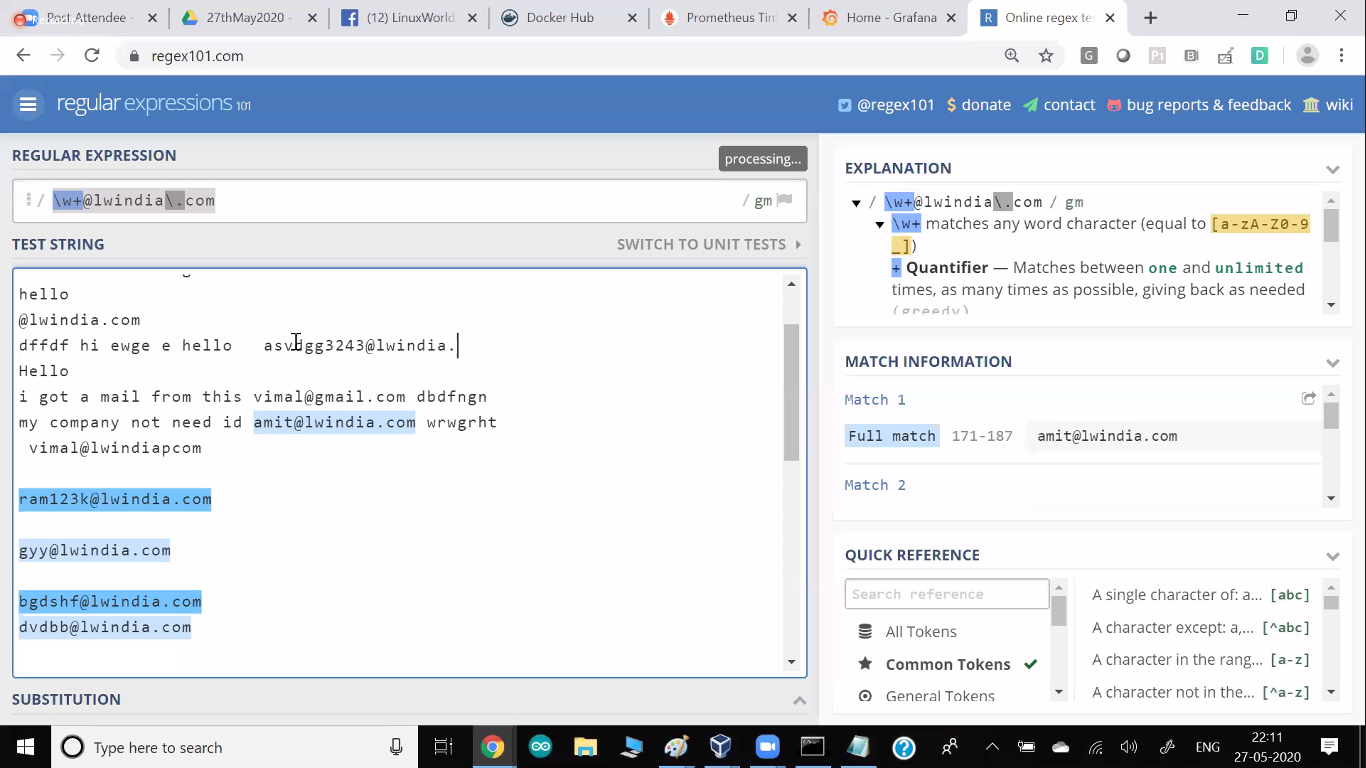 Post Attendee -
27thMay2020 -
(12) LinuxWorld
Docker Hub
Prometheus Tim
Home - Grafana
Online regex te
regex101.com
G
P1
D
regular expressions 101
@regex101
$ donate
contact
bug reports & feedback
wiki
REGULAR EXPRESSION
processing...
/ \w+@lwindia\.com
/ gm
TEST STRING
SWITCH TO UNIT TESTS
hello
@lwindia.com
dffdf hi ewge e hello asvdgg3243@lwindia.
Hello
i got a mail from this vimal@gmail.com dbdfngn
my company not need id amit@lwindia.com wrwgrht
vimal@lwindiapcom
ram123k@lwindia.com
gyy@lwindia.com
bgdshf@lwindia.com
dvdbb@lwindia.com
SUBSTITUTION
EXPLANATION
/ \w+@lwindia\.com / gm
\w+ matches any word character (equal to [a-zA-Z0-9
_])
+ Quantifier — Matches between one and unlimited
times, as many times as possible, giving back as needed
(greedy)
MATCH INFORMATION
Match 1
Full match 171-187 amit@lwindia.com
Match 2
QUICK REFERENCE
Search reference
All Tokens
Common Tokens
General Tokens
A single character of: a... [abc]
A character except: a,... [^abc]
A character in the rang... [a-z]
A character not in the... [^a-z]
Type here to search
ENG
22:11
27-05-2020